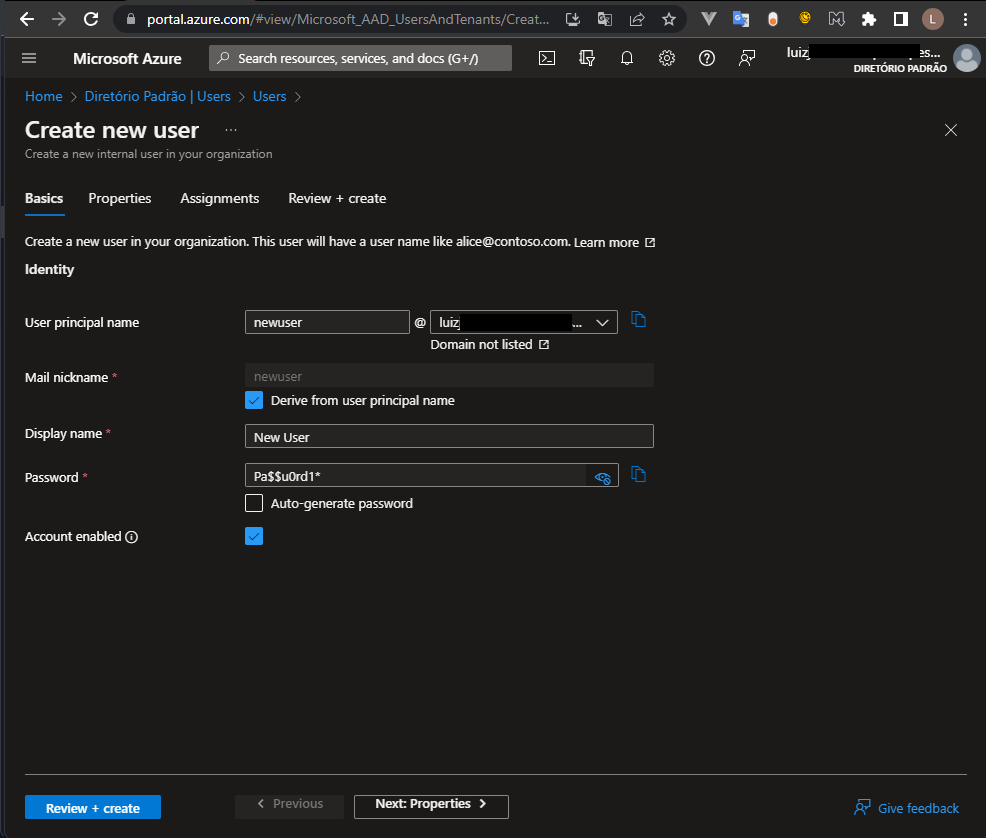 portal.azure.com/#view/Microsoft_AAD_UsersAndTenants/Creat...
L
Microsoft Azure
Search resources, services, and docs (G+/)
DIRETÓRIO PADRÃO
Home > Diretório Padrão | Users > Users >
Create new user ...
Create a new internal user in your organization
Basics Properties Assignments Review + create
Create a new user in your organization. This user will have a user name like alice@contoso.com. Learn more
Identity
User principal name newuser @ luiz ...
Domain not listed
Mail nickname * newuser
Derive from user principal name
Display name * New User
Password * Pa$$u0rd1*
Auto-generate password
Account enabled
Review + create < Previous Next: Properties > Give feedback